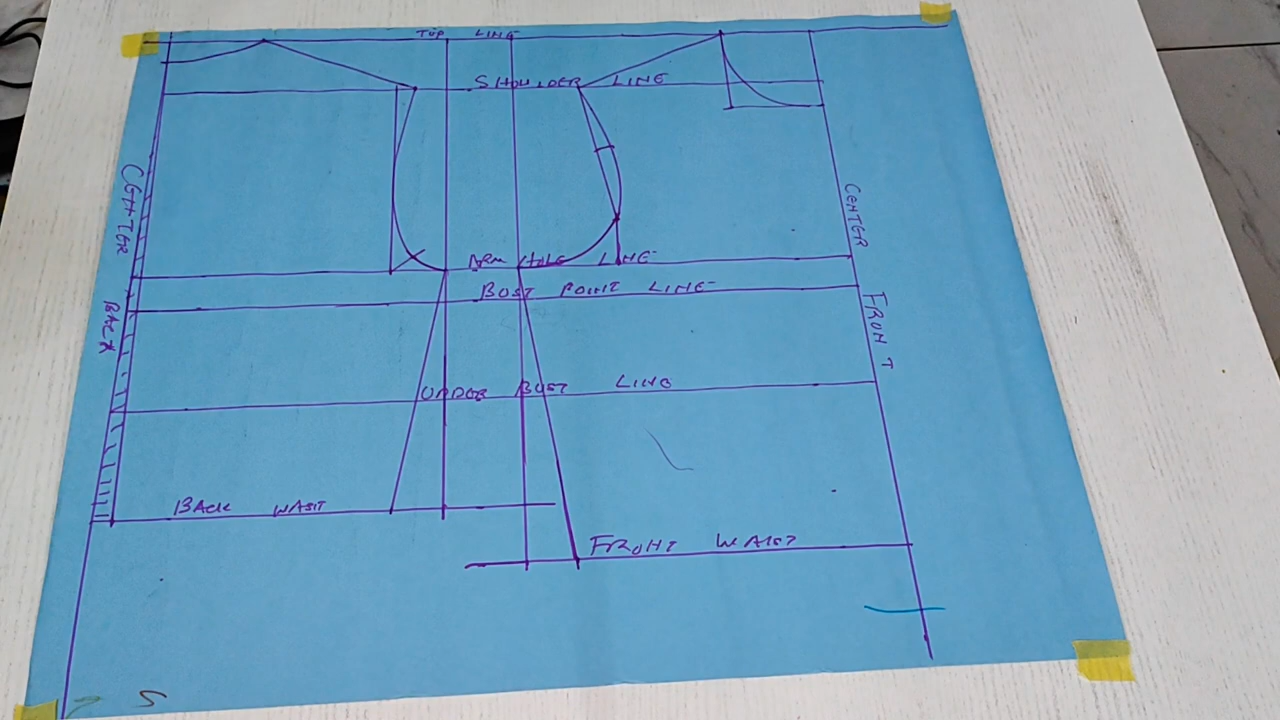 TOP LINE
SHOULDER LINE
CENTER BACK
CENTER FRONT
ARM HOLE LINE
BUST POINT LINE
UNDER BUST LINE
BACK WASIT
FRONT WAIST
S